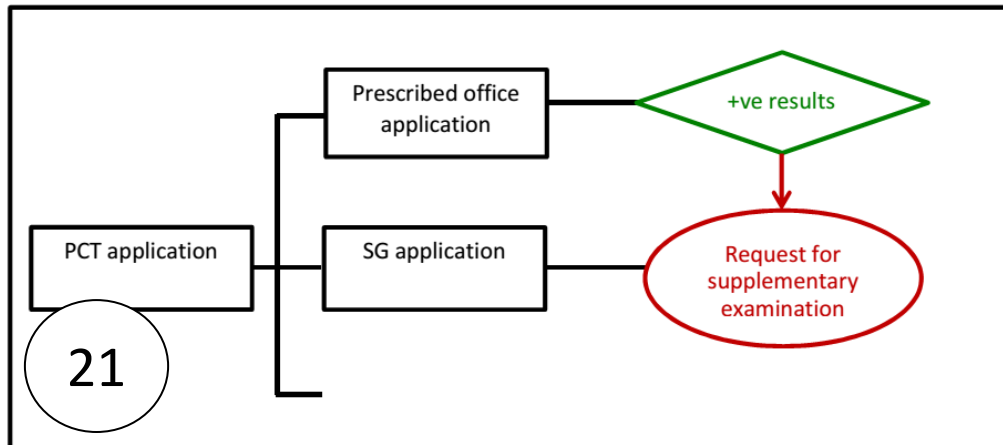 Prescribed office
application
+ve results
PCT application
SG application
Request for
supplementary
examination
21